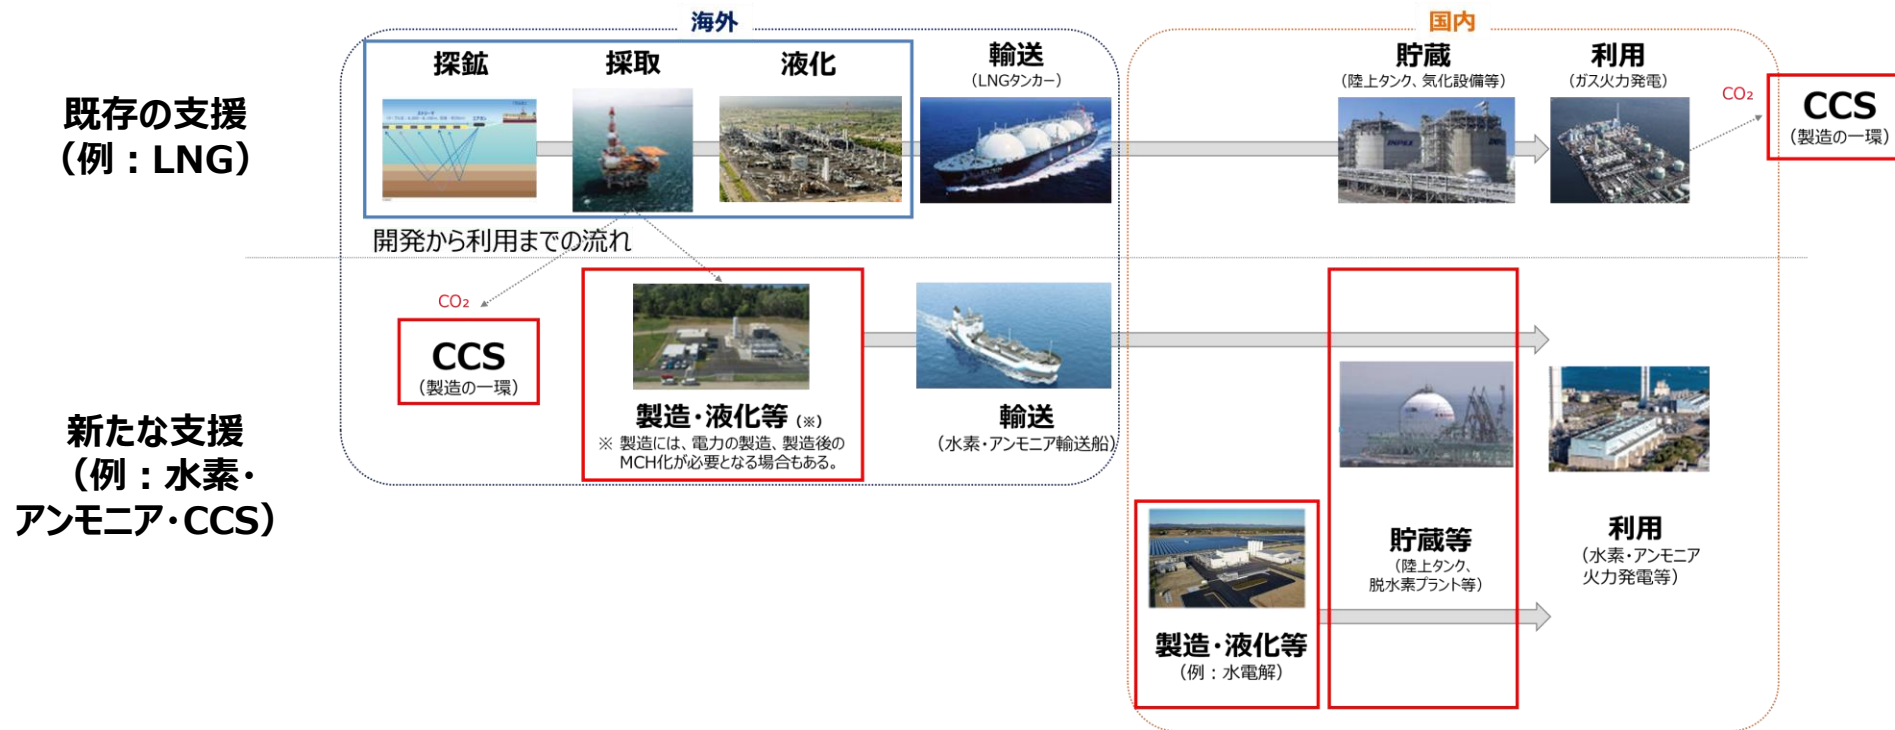 海外
国内
既存の支援
（例：LNG）
探鉱
採取
液化
輸送
（LNGタンカー）
貯蔵
（陸上タンク、気化設備等）
利用
（ガス火力発電）
CO₂
CCS
（製造の一環）
INPEX
開発から利用までの流れ
新たな支援
（例：水素・
アンモニア・CCS）
CO₂
CCS
（製造の一環）
製造・液化等（※）
※ 製造には、電力の製造、製造後の
MCH化が必要となる場合もある。
輸送
（水素・アンモニア輸送船）
製造・液化等
（例：水電解）
貯蔵等
（陸上タンク、
脱水素プラント等）
利用
（水素・アンモニア
火力発電等）